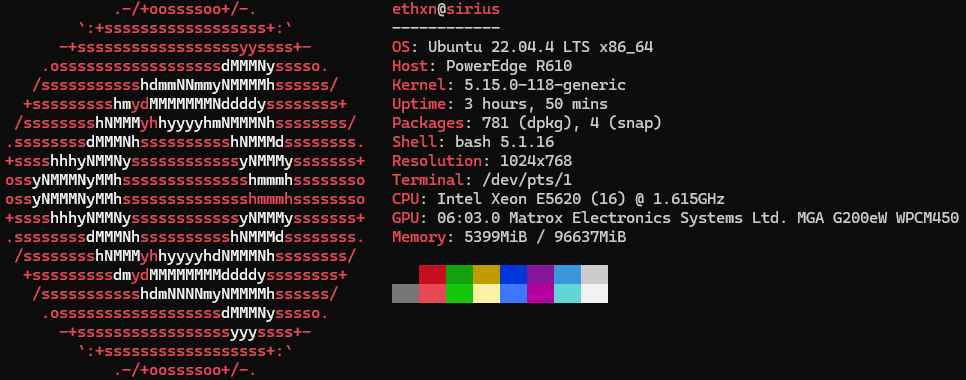 .-/+oossssoo+/-.               ethxn@sirius
        `:+ssssssssssssssssss+:`           ------------
      -+ssssssssssssssssssyyssss+-         OS: Ubuntu 22.04.4 LTS x86_64
    .ossssssssssssssssssdMMMNysssso.       Host: PowerEdge R610
   /ssssssssssshdmmNNmmyNMMMMhssssss/      Kernel: 5.15.0-118-generic
  +ssssssssshmydMMMMMMMNddddyssssssss+     Uptime: 3 hours, 50 mins
 /sssssssshNMMMyhhyyyyhmNMMMNhssssssss/    Packages: 781 (dpkg), 4 (snap)
.ssssssssdMMMNhsssssssssshNMMMdssssssss.   Shell: bash 5.1.16
+sssshhhyNMMNyssssssssssssyNMMMysssssss+   Resolution: 1024x768
ossyNMMMNyMMhsssssssssssssshmmmhssssssso   Terminal: /dev/pts/1
ossyNMMMNyMMhsssssssssssssshmmmhssssssso   CPU: Intel Xeon E5620 (16) @ 1.615GHz
+sssshhhyNMMNyssssssssssssyNMMMysssssss+   GPU: 06:03.0 Matrox Electronics Systems Ltd. MGA G200eW WPCM450
.ssssssssdMMMNhsssssssssshNMMMdssssssss.   Memory: 5399MiB / 96637MiB
 /sssssssshNMMMyhhyyyyhdNMMMNhssssssss/
  +sssssssssdmydMMMMMMMMddddyssssssss+
   /ssssssssssshdmNNNNmyNMMMMhssssss/
    .ossssssssssssssssssdMMMNysssso.
      -+sssssssssssssssssyyyssss+-
        `:+ssssssssssssssssss+:`
            .-/+oossssoo+/-.